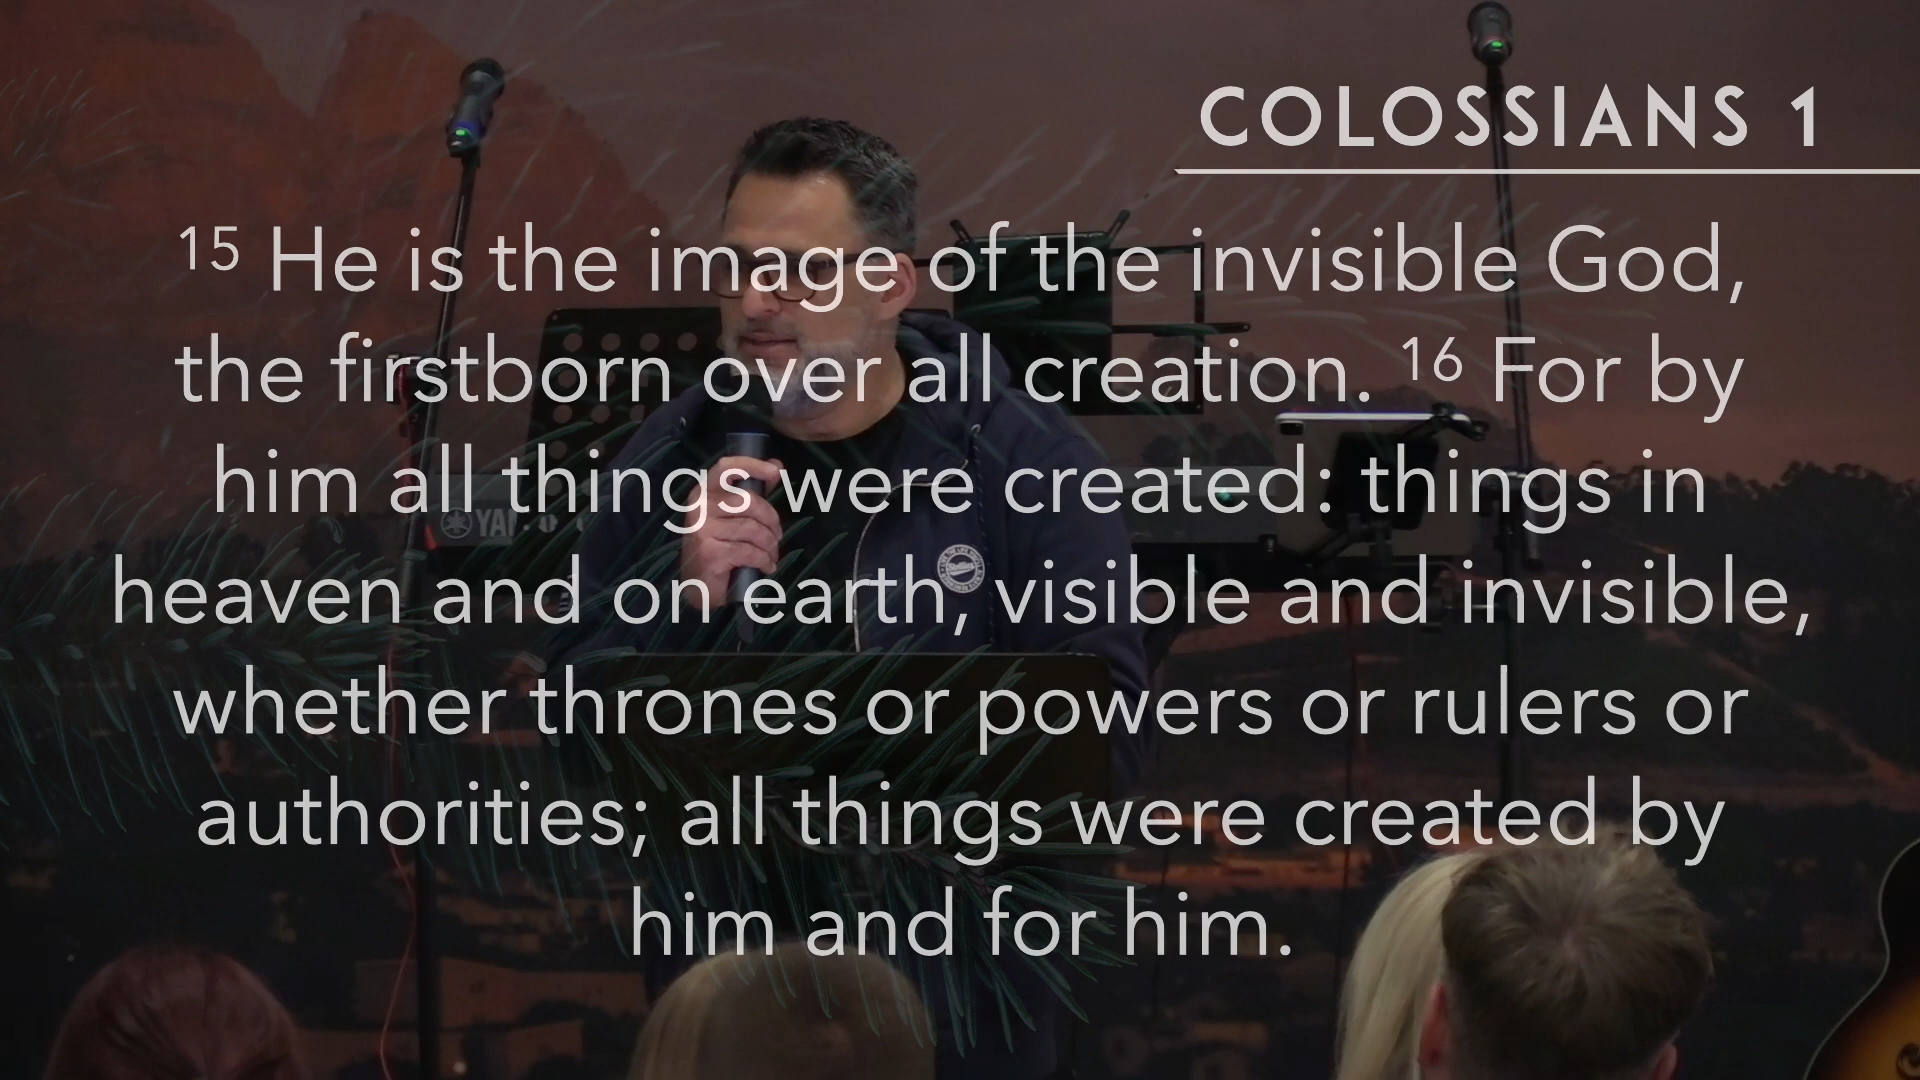 COLOSSIANS 1
15 He is the image of the invisible God,
the firstborn over all creation. 16 For by
him all things were created: things in
heaven and on earth, visible and invisible,
whether thrones or powers or rulers or
authorities; all things were created by
him and for him.